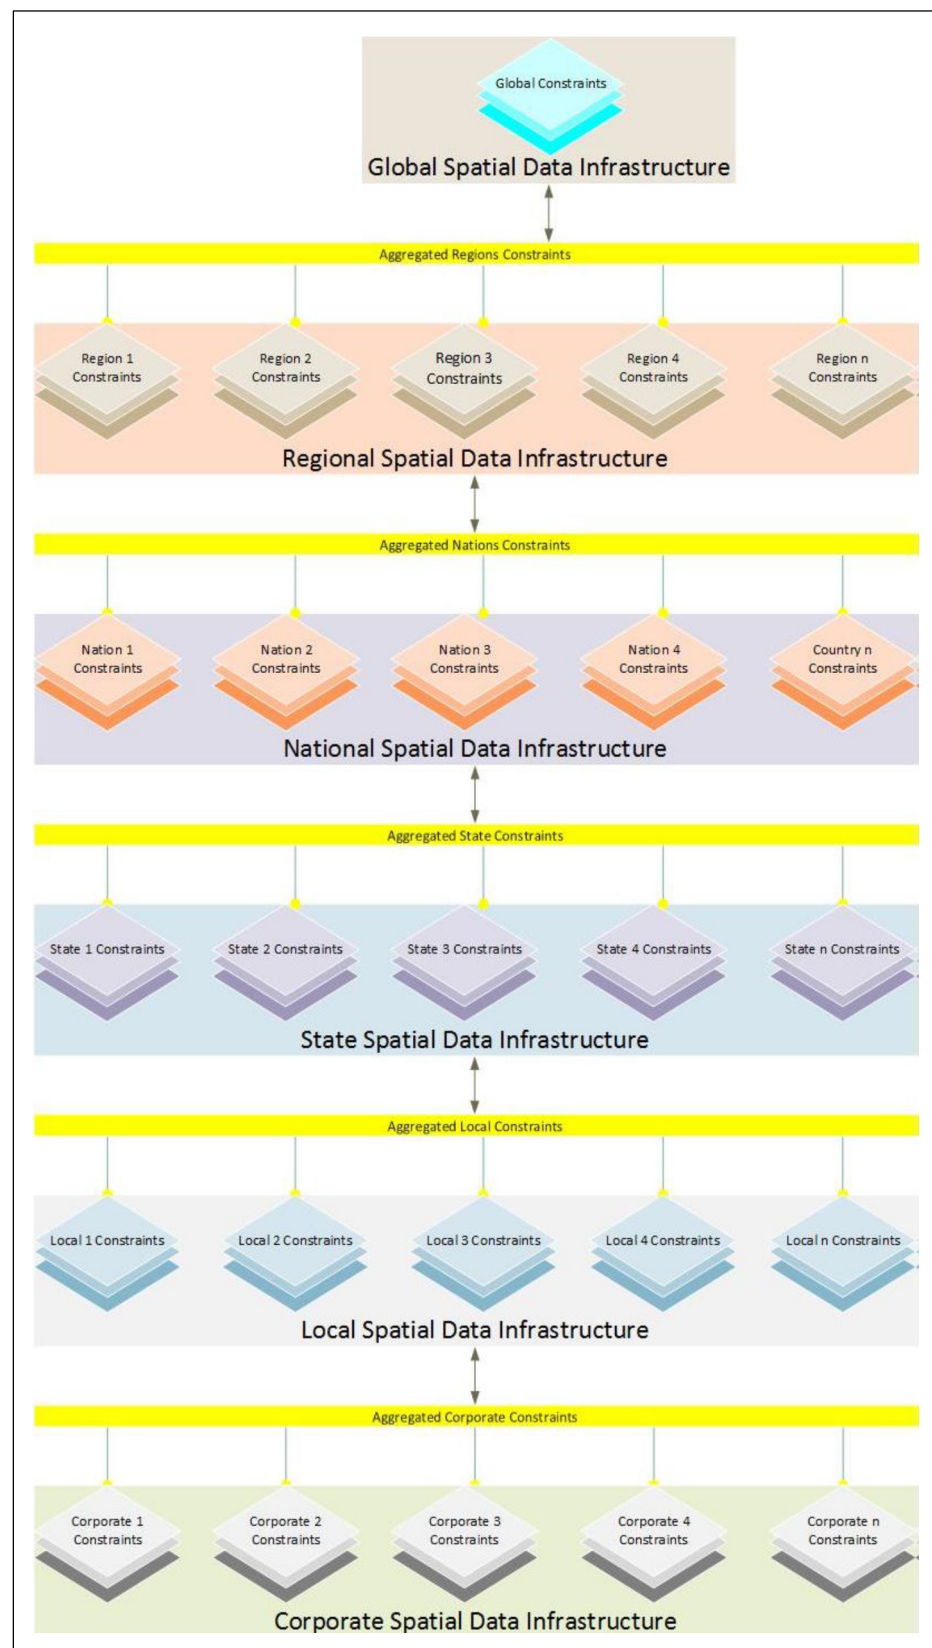 Global Constraints
Global Spatial Data Infrastructure
Aggregated Regions Constraints
Region 1
Constraints
Region 2
Constraints
Region 3
Constraints
Region 4
Constraints
Region n
Constraints
Regional Spatial Data Infrastructure
Aggregated Nations Constraints
Nation 1
Constraints
Nation 2
Constraints
Nation 3
Constraints
Nation 4
Constraints
Country n
Constraints
National Spatial Data Infrastructure
Aggregated State Constraints
State 1 Constraints
State 2 Constraints
State 3 Constraints
State 4 Constraints
State n Constraints
State Spatial Data Infrastructure
Aggregated Local Constraints
Local 1 Constraints
Local 2 Constraints
Local 3 Constraints
Local 4 Constraints
Local n Constraints
Local Spatial Data Infrastructure
Aggregated Corporate Constraints
Corporate 1
Constraints
Corporate 2
Constraints
Corporate 3
Constraints
Corporate 4
Constraints
Corporate n
Constraints
Corporate Spatial Data Infrastructure